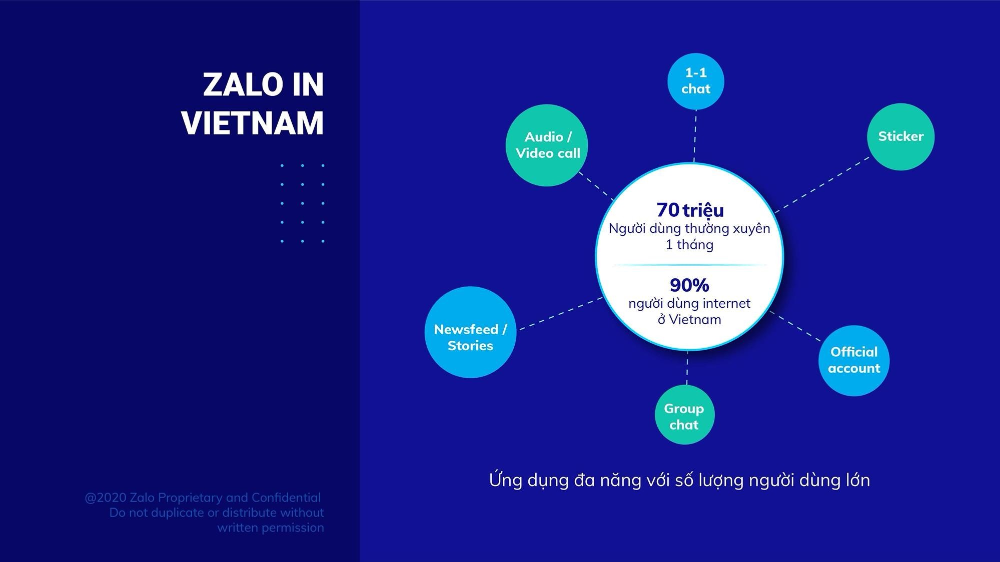 ZALO IN
VIETNAM
@2020 Zalo Proprietary and Confidential
Do not duplicate or distribute without
written permission
1-1
chat
Audio /
Video call
Sticker
70 triệu
Người dùng thường xuyên
1 tháng
90%
người dùng internet
ở Vietnam
Newsfeed /
Stories
Official
account
Group
chat
Ứng dụng đa năng với số lượng người dùng lớn